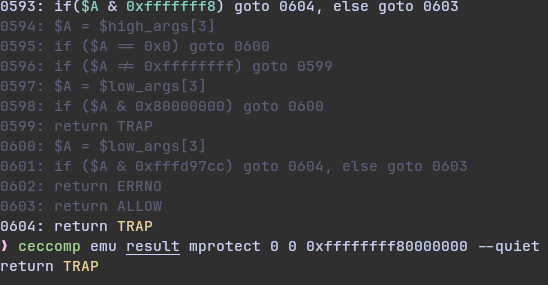 0593: if($A & 0xfffffff8) goto 0604, else goto 0603
0594: $A = $high_args[3]
0595: if ($A == 0x0) goto 0600
0596: if ($A != 0xffffffff) goto 0599
0597: $A = $low_args[3]
0598: if ($A & 0x80000000) goto 0600
0599: return TRAP
0600: $A = $low_args[3]
0601: if ($A & 0xfffd97cc) goto 0604, else goto 0603
0602: return ERRNO
0603: return ALLOW
0604: return TRAP
❯ ceccomp emu result mprotect 0 0 0xffffffff80000000 --quiet
return TRAP